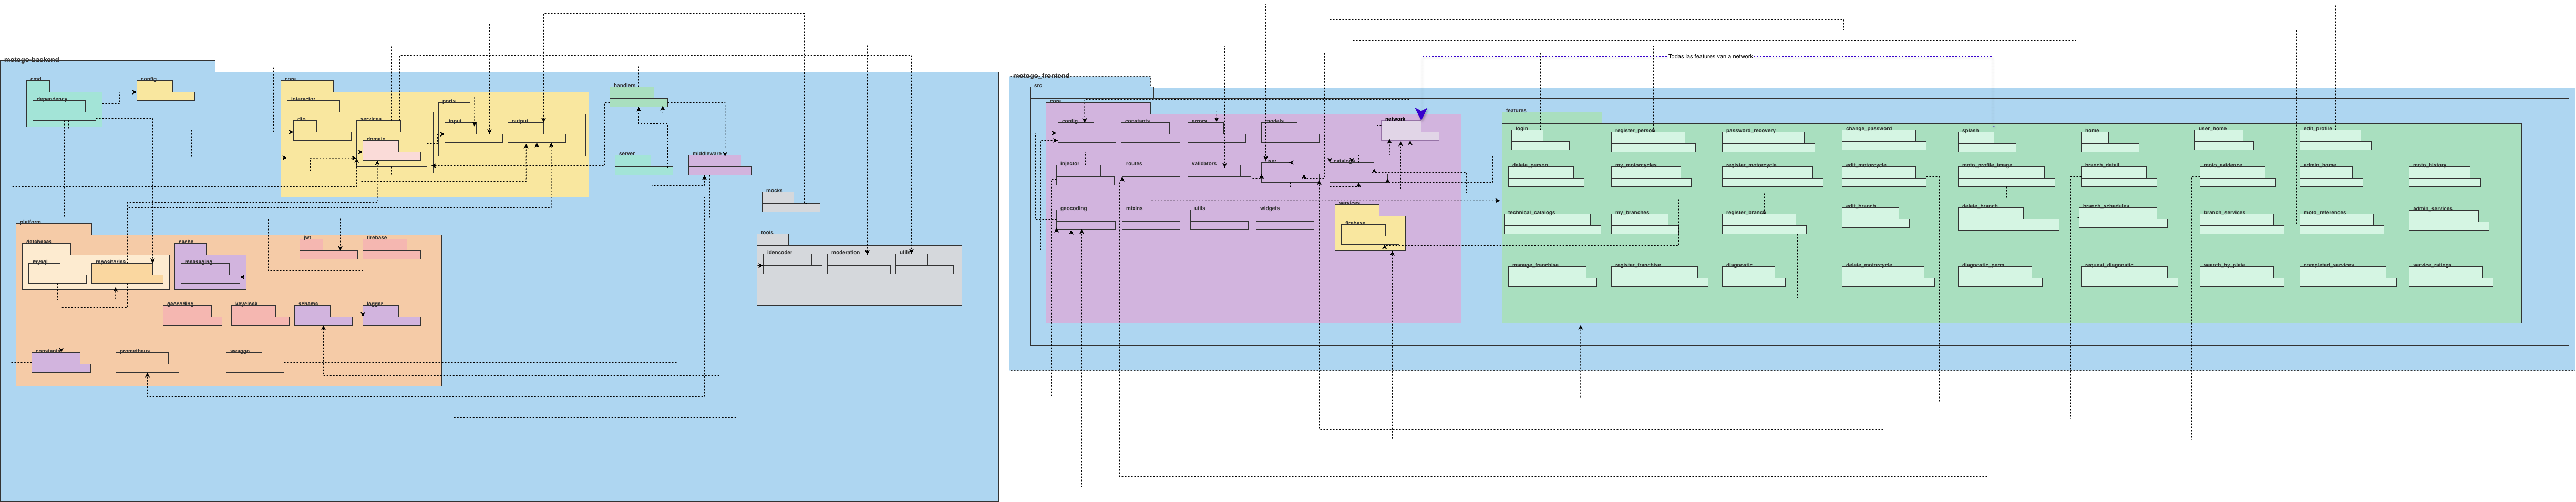 motogo-backend
cmd
config
dependency
core
interactor
dto
services
domain
ports
input
output
handlers
server
middleware
mocks
tools
idencoder
moderation
utils
platform
databases
mysql
repositories
cache
messaging
jwt
firebase
geocoding
keycloak
schema
logger
constants
prometheus
swaggo
Todas las features van a network
motogo_frontend
src
core
config
constants
errors
models
network
injector
routes
validators
user
catalogs
geocoding
mixins
utils
widgets
services
firebase
features
login
register_person
password_recovery
change_password
splash
home
user_home
edit_profile
delete_person
my_motorcycles
register_motorcycle
edit_motorcycle
moto_profile_image
branch_detail
moto_evidence
admin_home
moto_history
technical_catalogs
my_branches
register_branch
edit_branch
delete_branch
branch_schedules
branch_services
moto_references
admin_services
manage_franchise
register_franchise
diagnostic
delete_motorcycle
diagnostic_perm
request_diagnostic
search_by_plate
completed_services
service_ratings